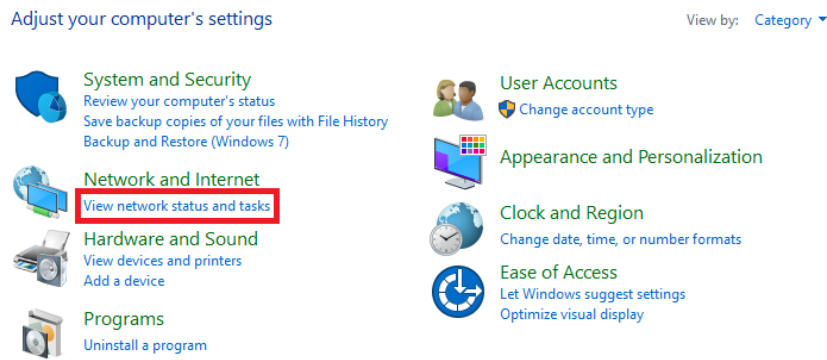 Adjust your computer's settings
View by: Category
System and Security
Review your computer's status
Save backup copies of your files with File History
Backup and Restore (Windows 7)
Network and Internet
View network status and tasks
Hardware and Sound
View devices and printers
Add a device
Programs
Uninstall a program
User Accounts
Change account type
Appearance and Personalization
Clock and Region
Change date, time, or number formats
Ease of Access
Let Windows suggest settings
Optimize visual display